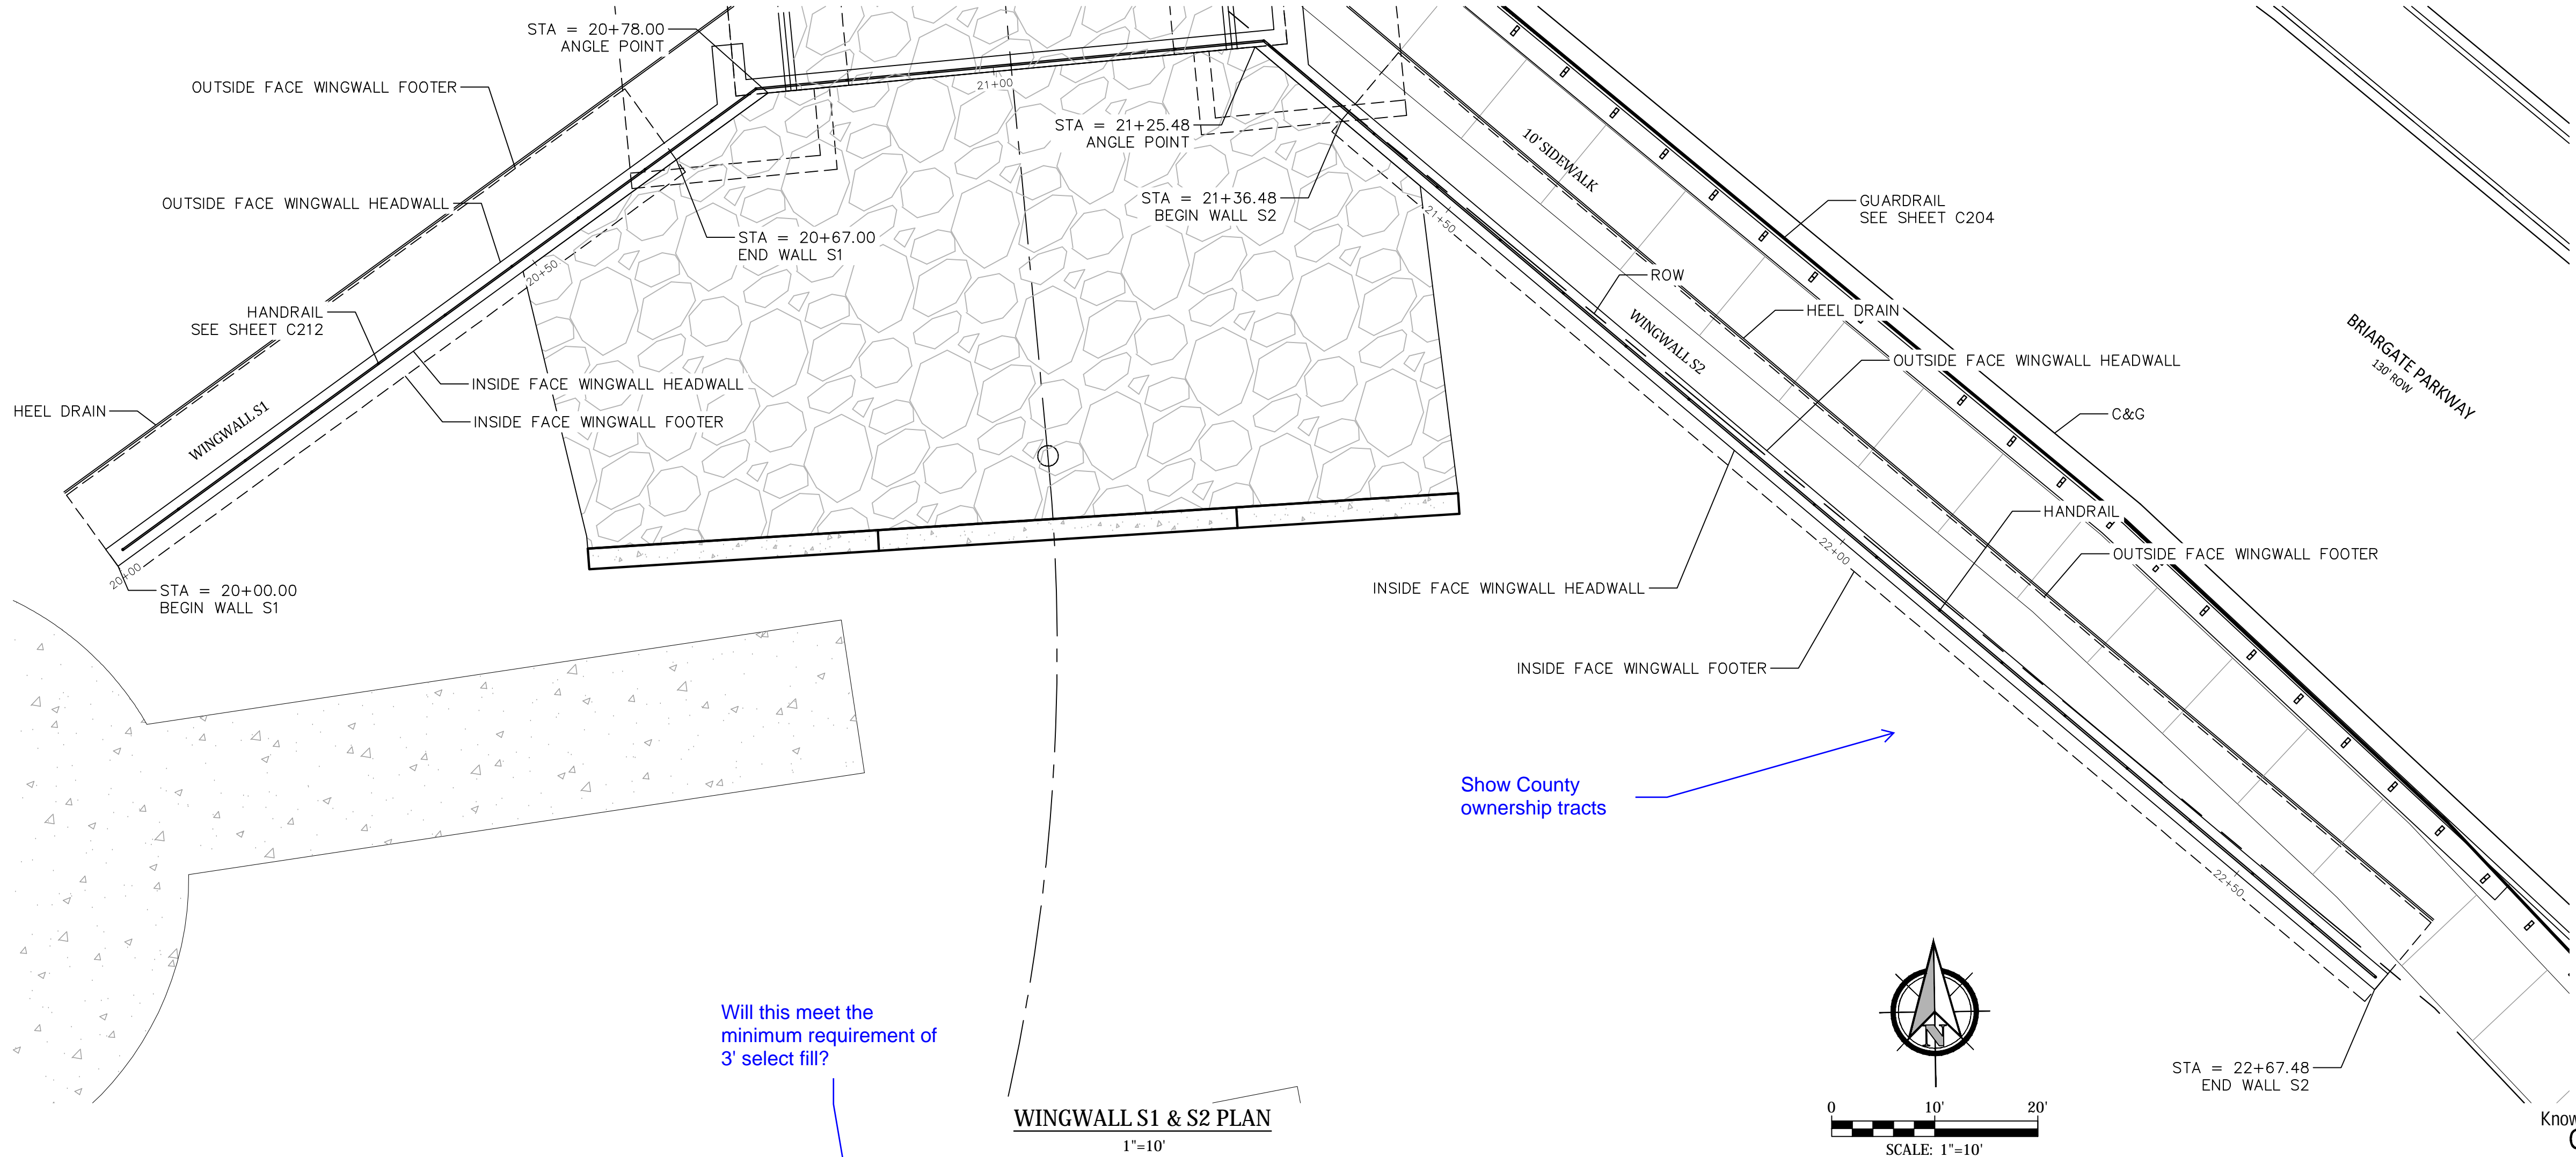 STA = 20+78.00
ANGLE POINT
OUTSIDE FACE WINGWALL FOOTER
21+00
STA = 21+25.48
ANGLE POINT
10' SIDEWALK
OUTSIDE FACE WINGWALL HEADWALL
STA = 21+36.48
BEGIN WALL S2
GUARDRAIL
SEE SHEET C204
21+50
STA = 20+67.00
END WALL S1
20+50
ROW
HANDRAIL
SEE SHEET C212
HEEL DRAIN
WINGWALL S2
BRIARGATE PARKWAY
130' ROW
OUTSIDE FACE WINGWALL HEADWALL
INSIDE FACE WINGWALL HEADWALL
HEEL DRAIN
C&G
INSIDE FACE WINGWALL FOOTER
WINGWALL S1
HANDRAIL
22+00
OUTSIDE FACE WINGWALL FOOTER
20+00
STA = 20+00.00
BEGIN WALL S1
INSIDE FACE WINGWALL HEADWALL
INSIDE FACE WINGWALL FOOTER
Show County
ownership tracts
22+50
Will this meet the
minimum requirement of
3' select fill?
N
STA = 22+67.48
END WALL S2
WINGWALL S1 & S2 PLAN
1"=10'
0 10' 20'
SCALE: 1"=10'